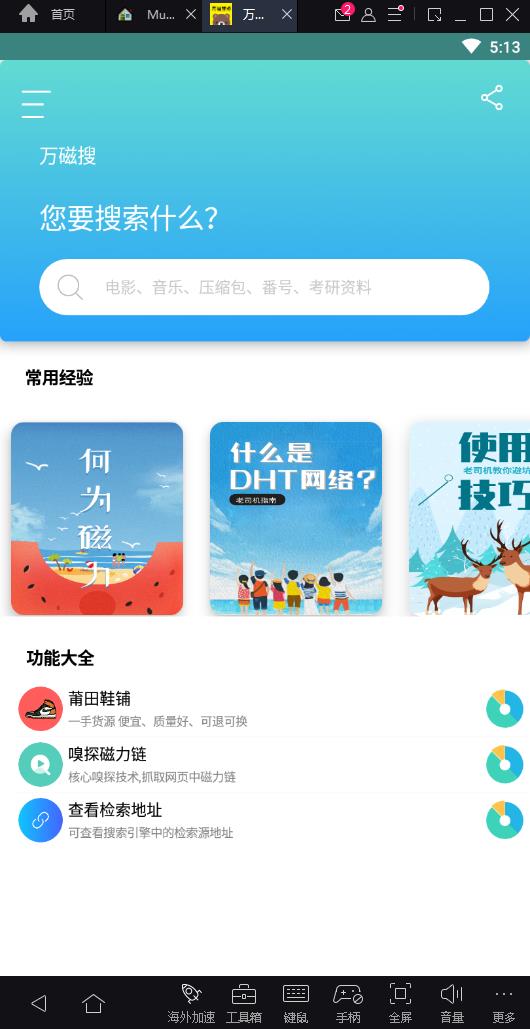 首页
Mu...
万...
2
5:13
万磁搜
您要搜索什么?
电影、音乐、压缩包、番号、考研资料
常用经验
何为磁力
什么是
DHT网络?
老司机指南
使用
老司机教你避坑
技巧
功能大全
莆田鞋铺
一手货源 便宜、质量好、可退可换
嗅探磁力链
核心嗅探技术,抓取网页中磁力链
查看检索地址
可查看搜索引擎中的检索源地址
海外加速
工具箱
键鼠
手柄
全屏
音量
更多